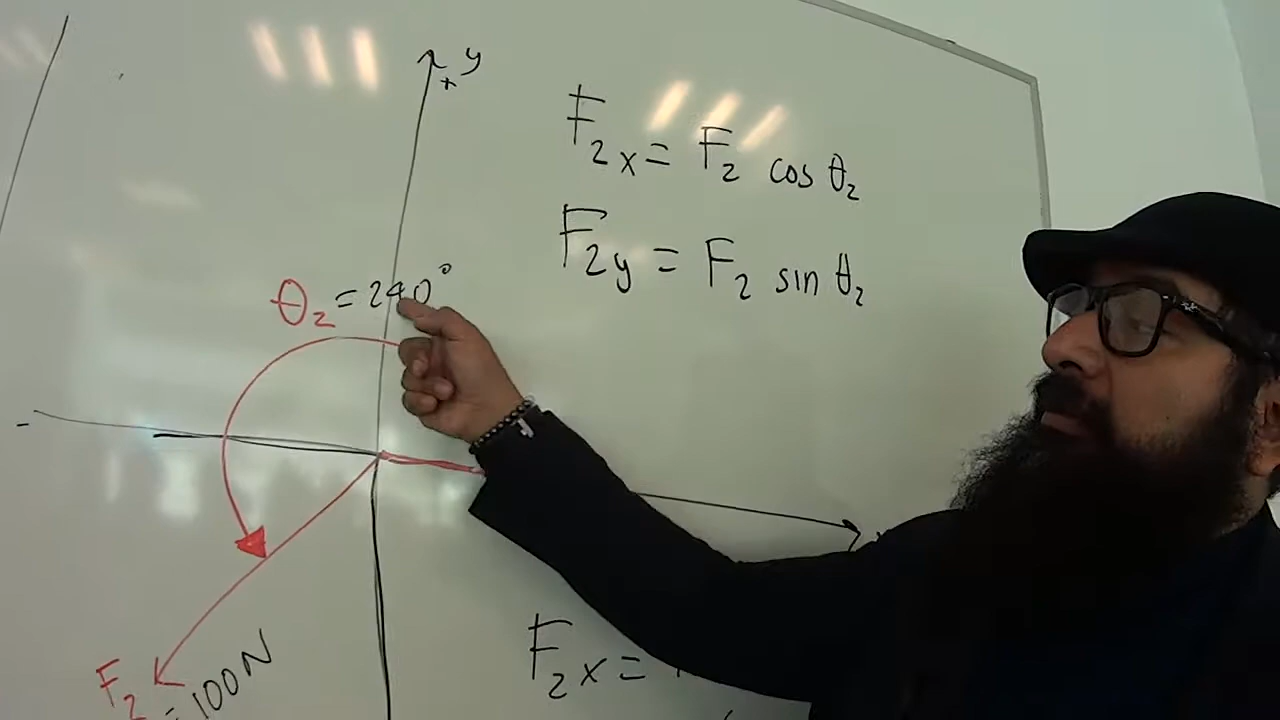 + y
F₂x = F₂ cos θ₂
F₂y = F₂ sin θ₂
θ₂ = 240°
-
F₂ = 100N
F₂x =